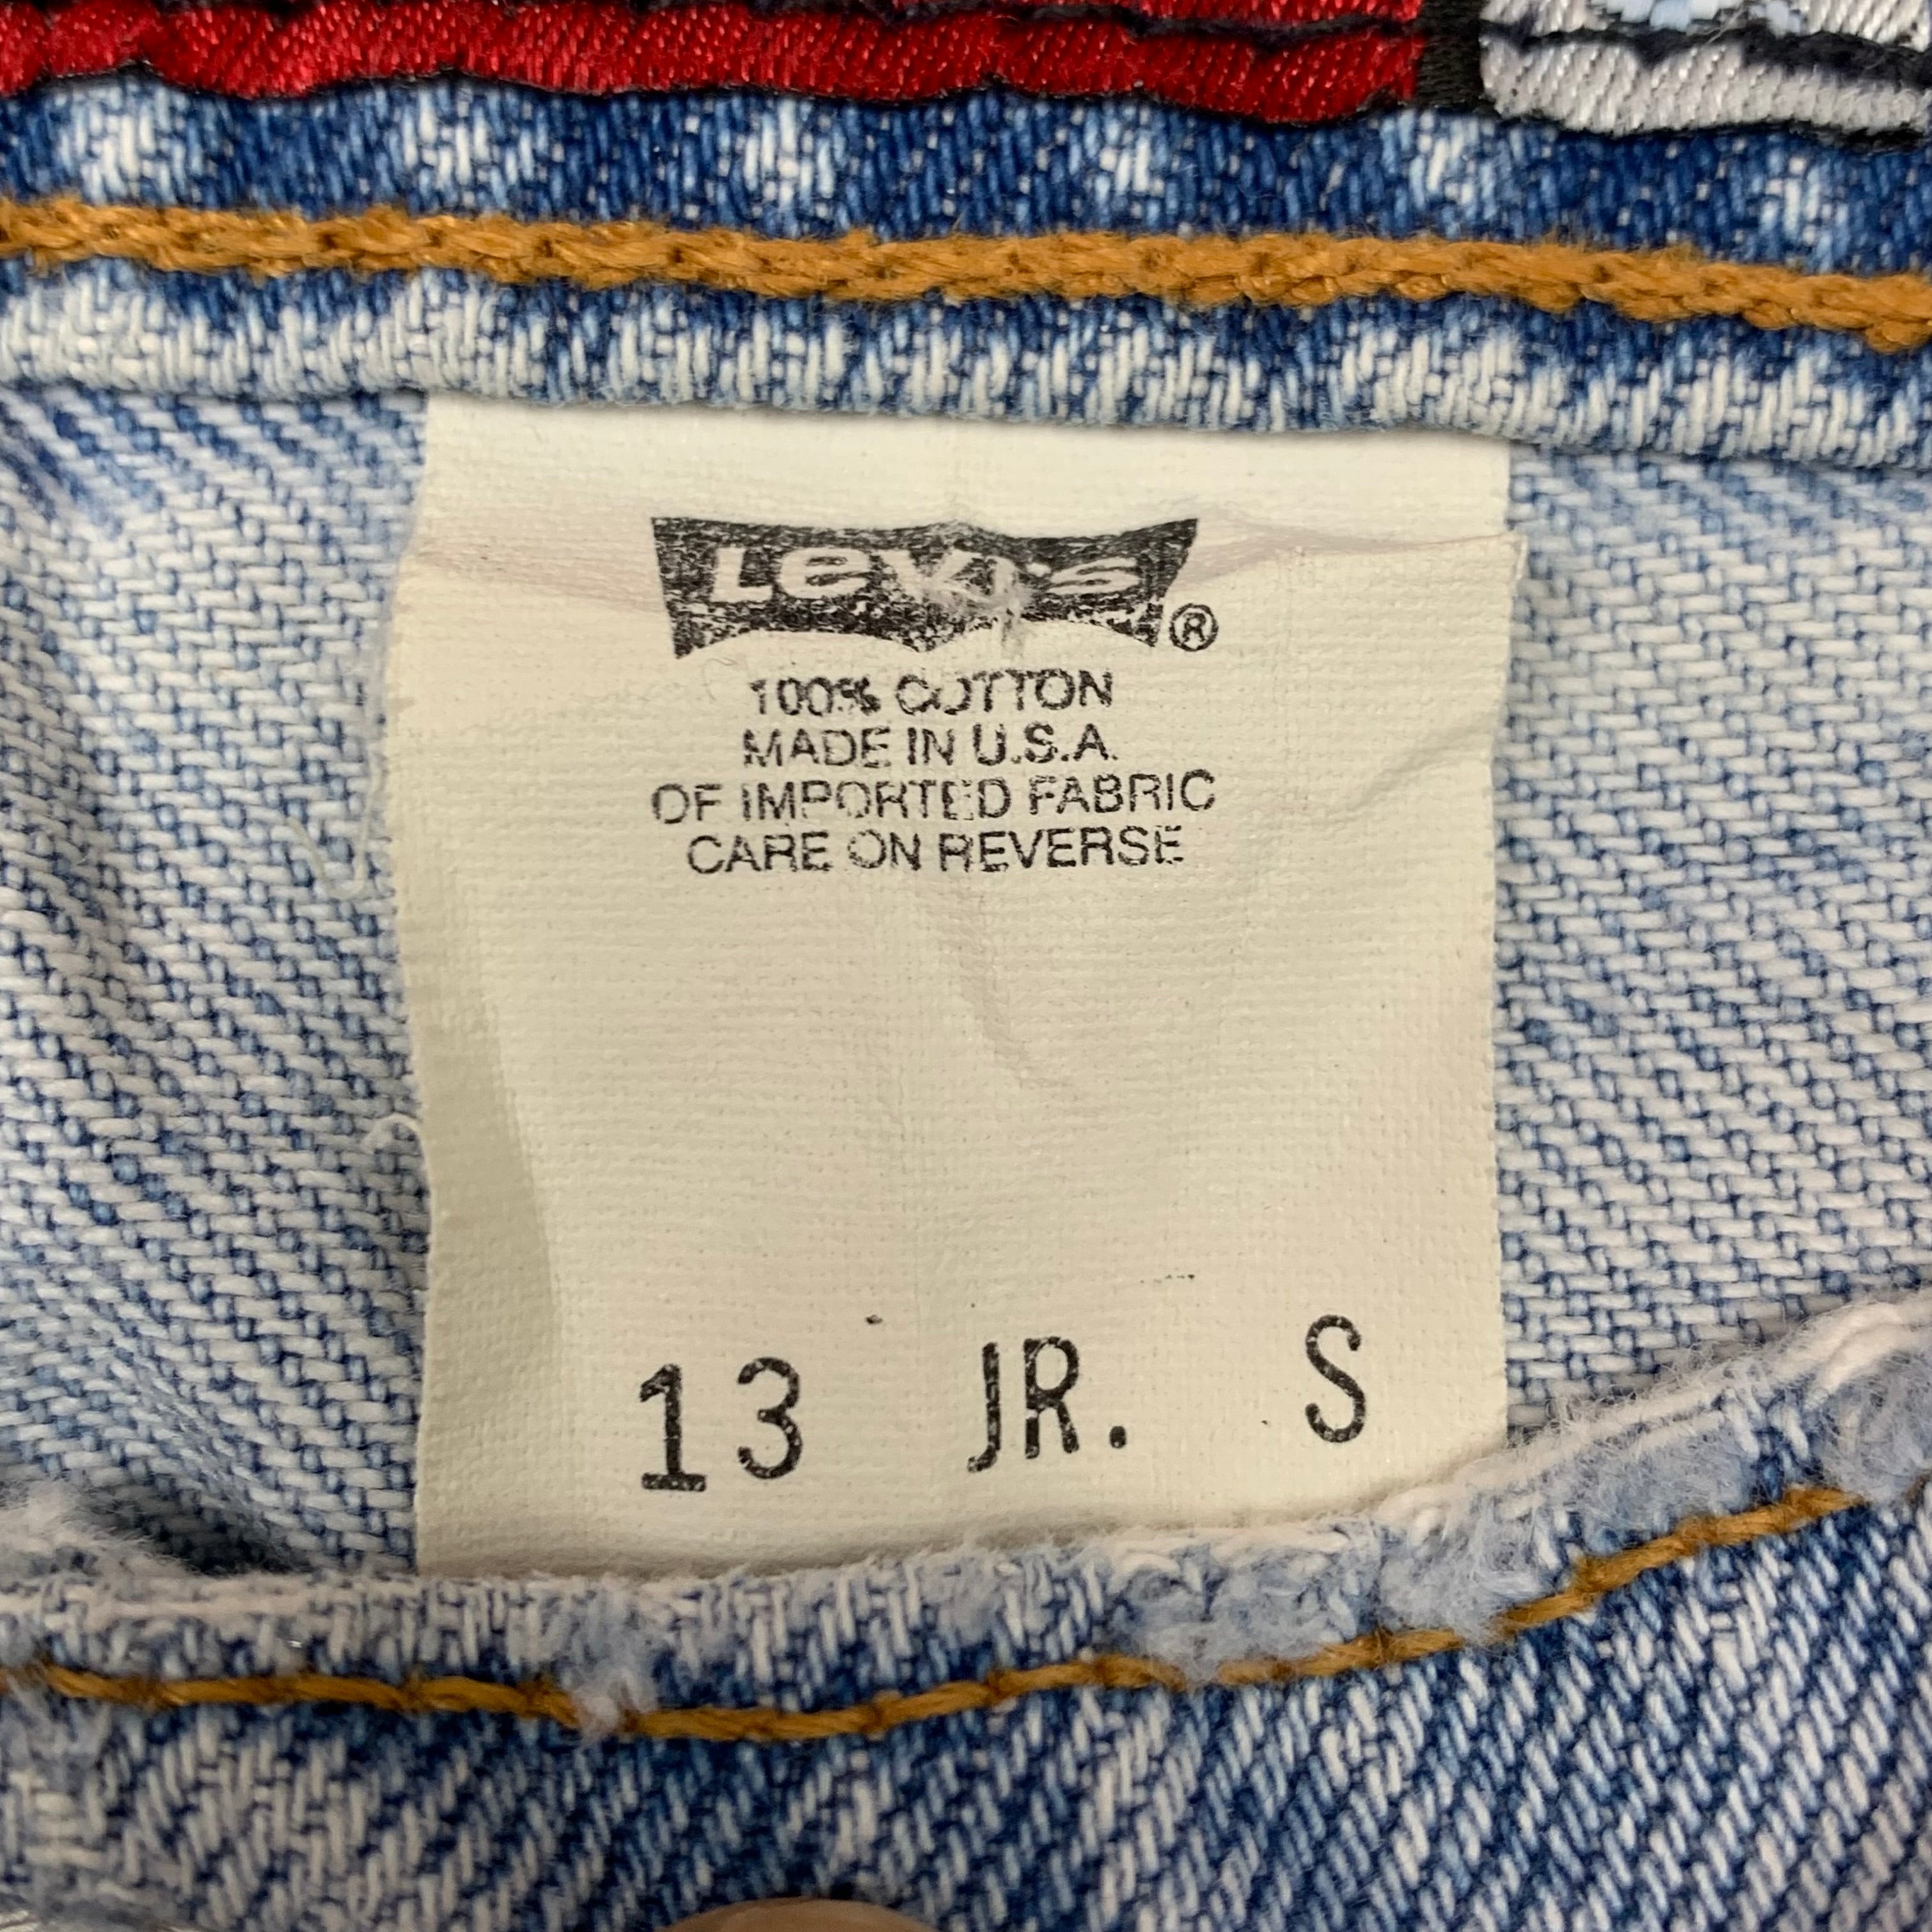 Levi's ®
100% COTTON
MADE IN U.S.A.
OF IMPORTED FABRIC
CARE ON REVERSE
13 JR. S